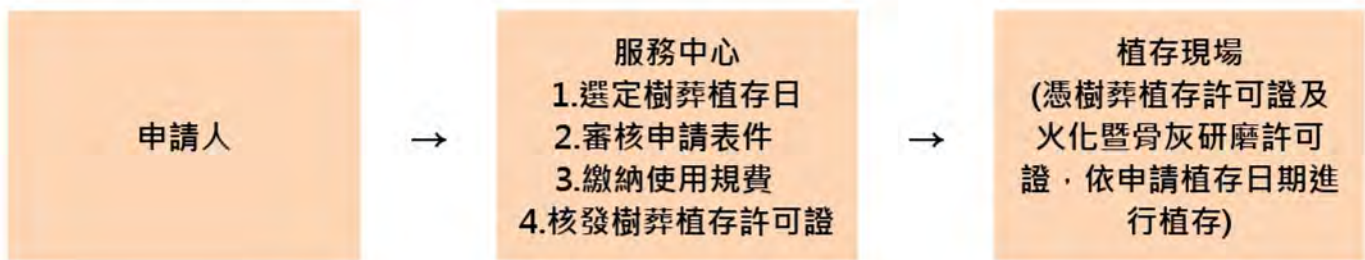 申請人
→
服務中心
1.選定樹葬植存日
2.審核申請表件
3.繳納使用規費
4.核發樹葬植存許可證
→
植存現場
(憑樹葬植存許可證及
火化暨骨灰研磨許可
證，依申請植存日期進
行植存)